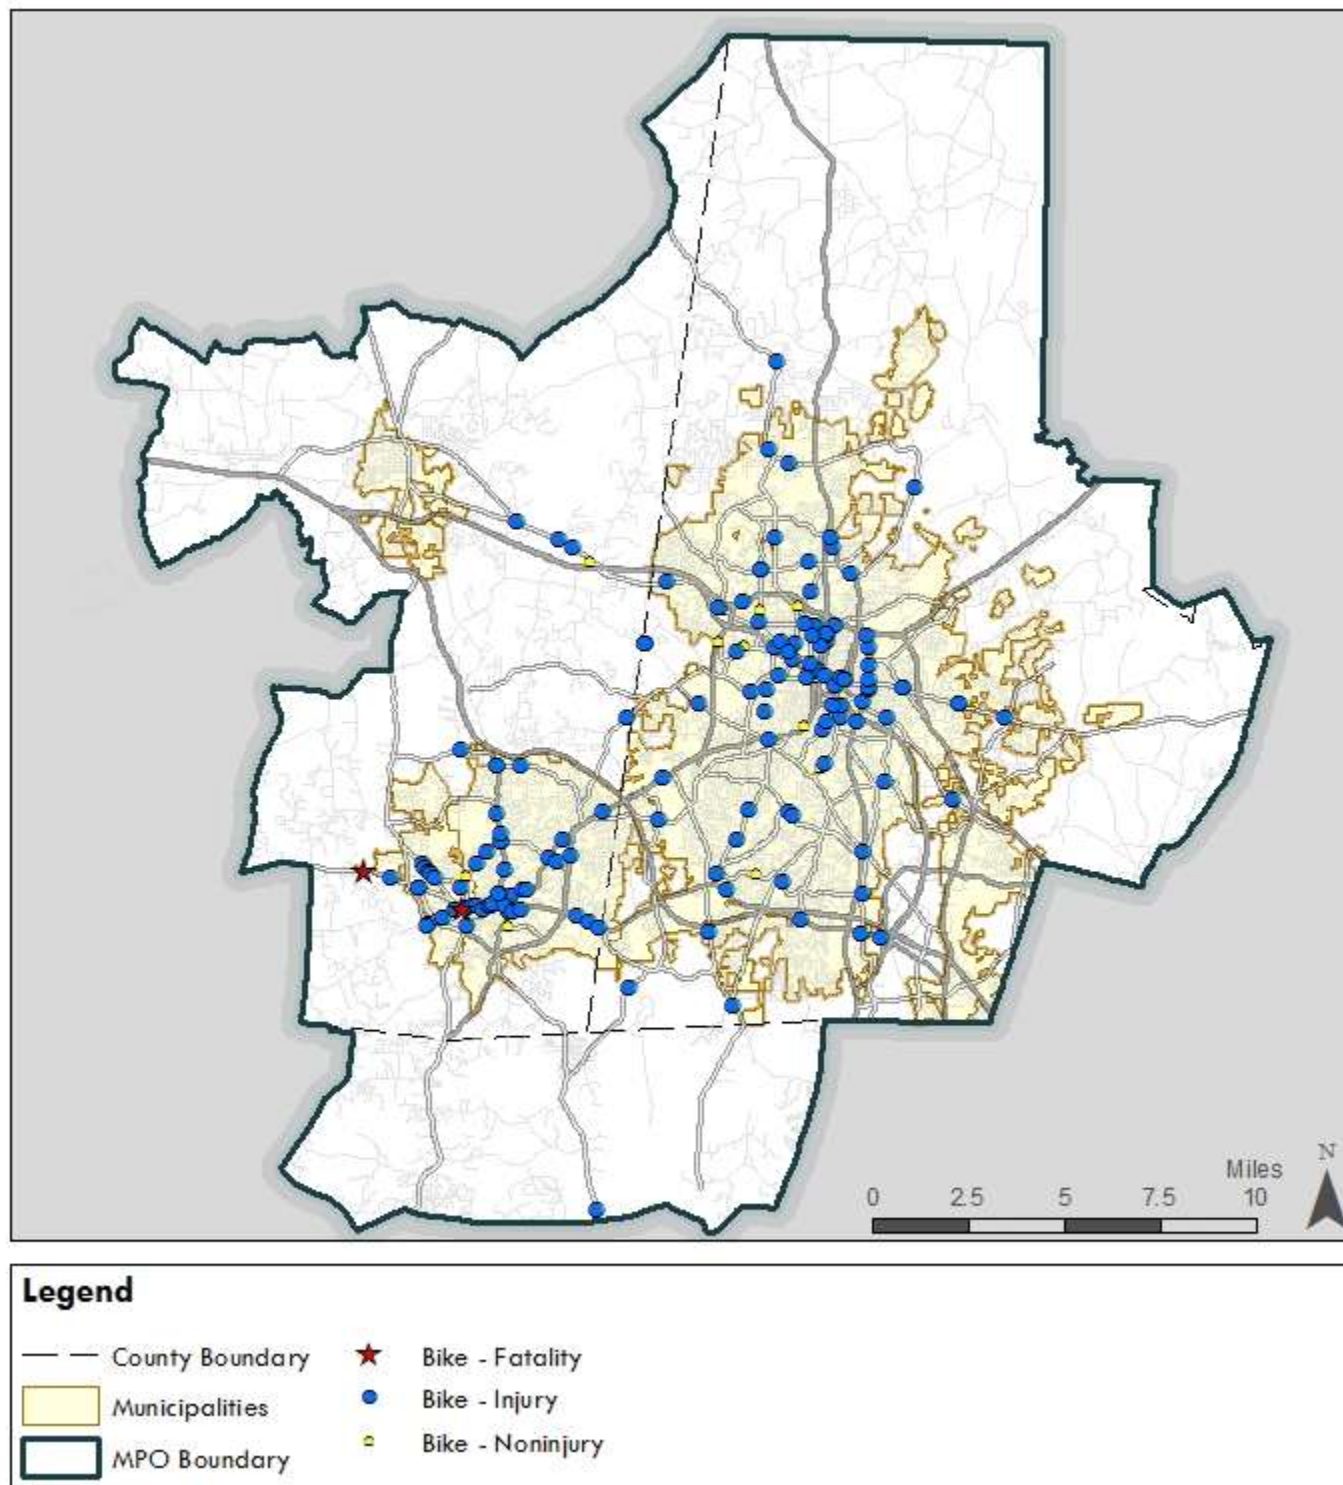 N
Miles
0 2.5 5 7.5 10
Legend
County Boundary
Bike - Fatality
Municipalities
Bike - Injury
MPO Boundary
Bike - Noninjury